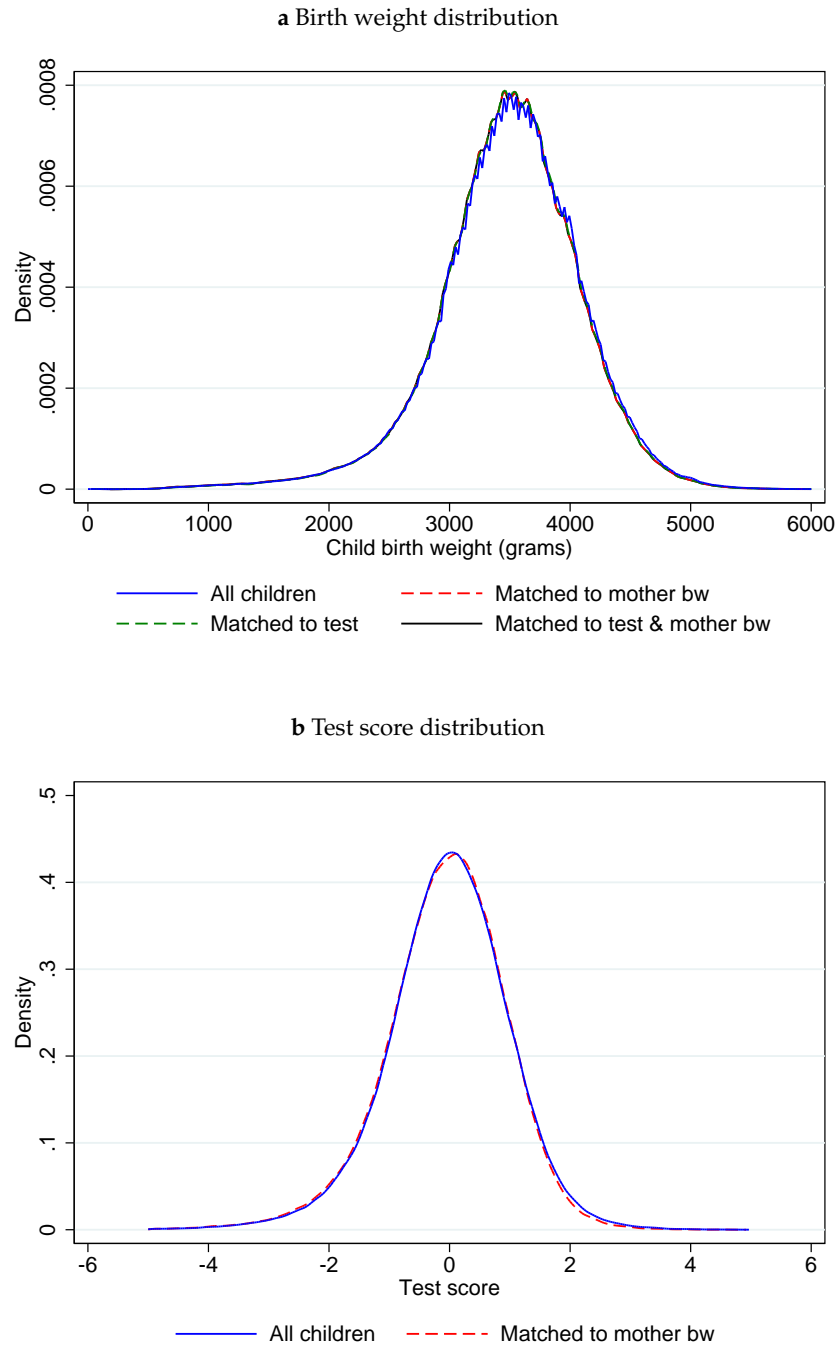 a Birth weight distribution
.0008
.0006
.0004
.0002
0
Density
0 1000 2000 3000 4000 5000 6000
Child birth weight (grams)
All children Matched to mother bw
Matched to test Matched to test & mother bw
b Test score distribution
.5
.4
.3
.2
.1
0
Density
-6 -4 -2 0 2 4 6
Test score
All children Matched to mother bw